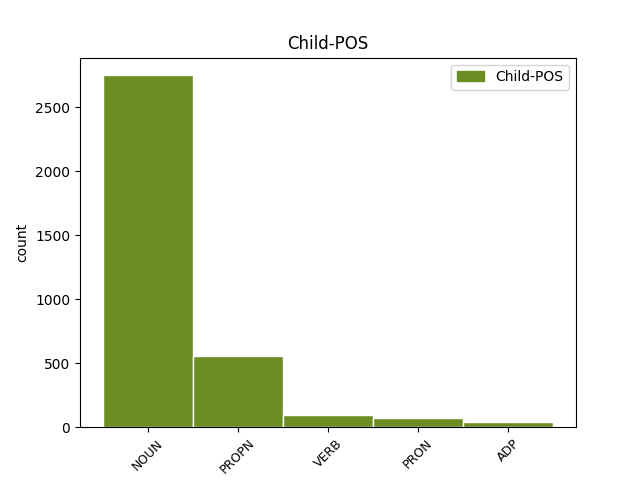 Child-POS
Child-POS
count
2500
2000
1500
1000
500
0
NOUN
PROPN
VERB
PRON
ADP